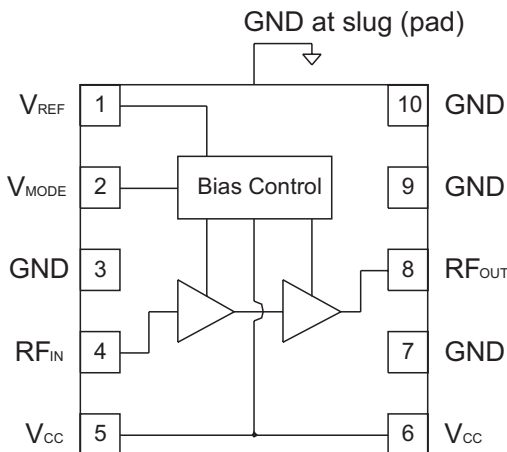 GND at slug (pad)
VREF 1 10 GND
VMODE 2 Bias Control 9 GND
GND 3 8 RFOUT
RFIN 4 7 GND
VCC 5 6 VCC